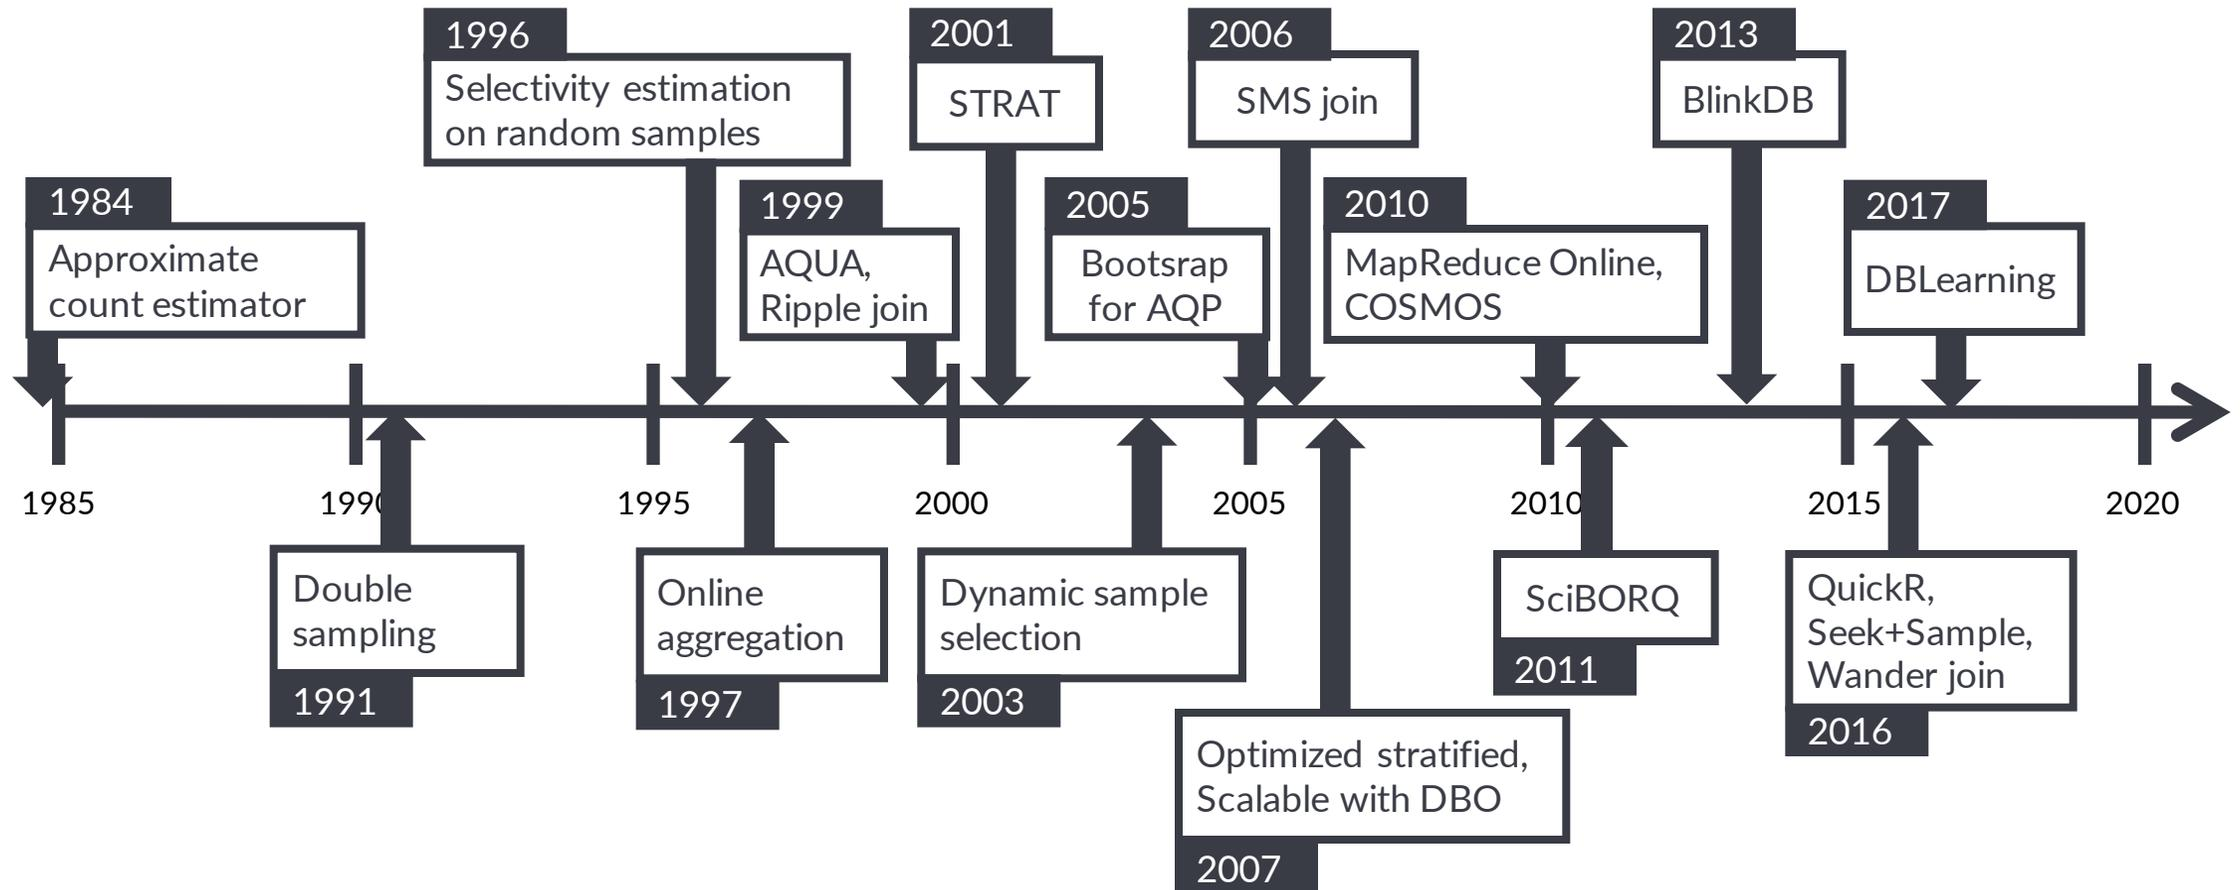 1996
Selectivity estimation
on random samples
2001
STRAT
2006
SMS join
2013
BlinkDB
1984
Approximate
count estimator
1999
AQUA,
Ripple join
2005
Bootsrap
for AQP
2010
MapReduce Online,
COSMOS
2017
DBLearning
1985
1990
1995
2000
2005
2010
2015
2020
Double
sampling
1991
Online
aggregation
1997
Dynamic sample
selection
2003
Optimized stratified,
Scalable with DBO
2007
SciBORQ
2011
QuickR,
Seek+Sample,
Wander join
2016